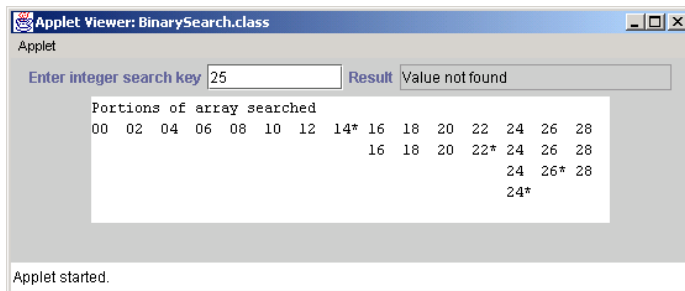 Applet Viewer: BinarySearch.class
Applet
Enter integer search key 25 Result Value not found
Portions of array searched
00 02 04 06 08 10 12 14* 16 18 20 22 24 26 28
16 18 20 22* 24 26 28
24 26* 28
24*
Applet started.